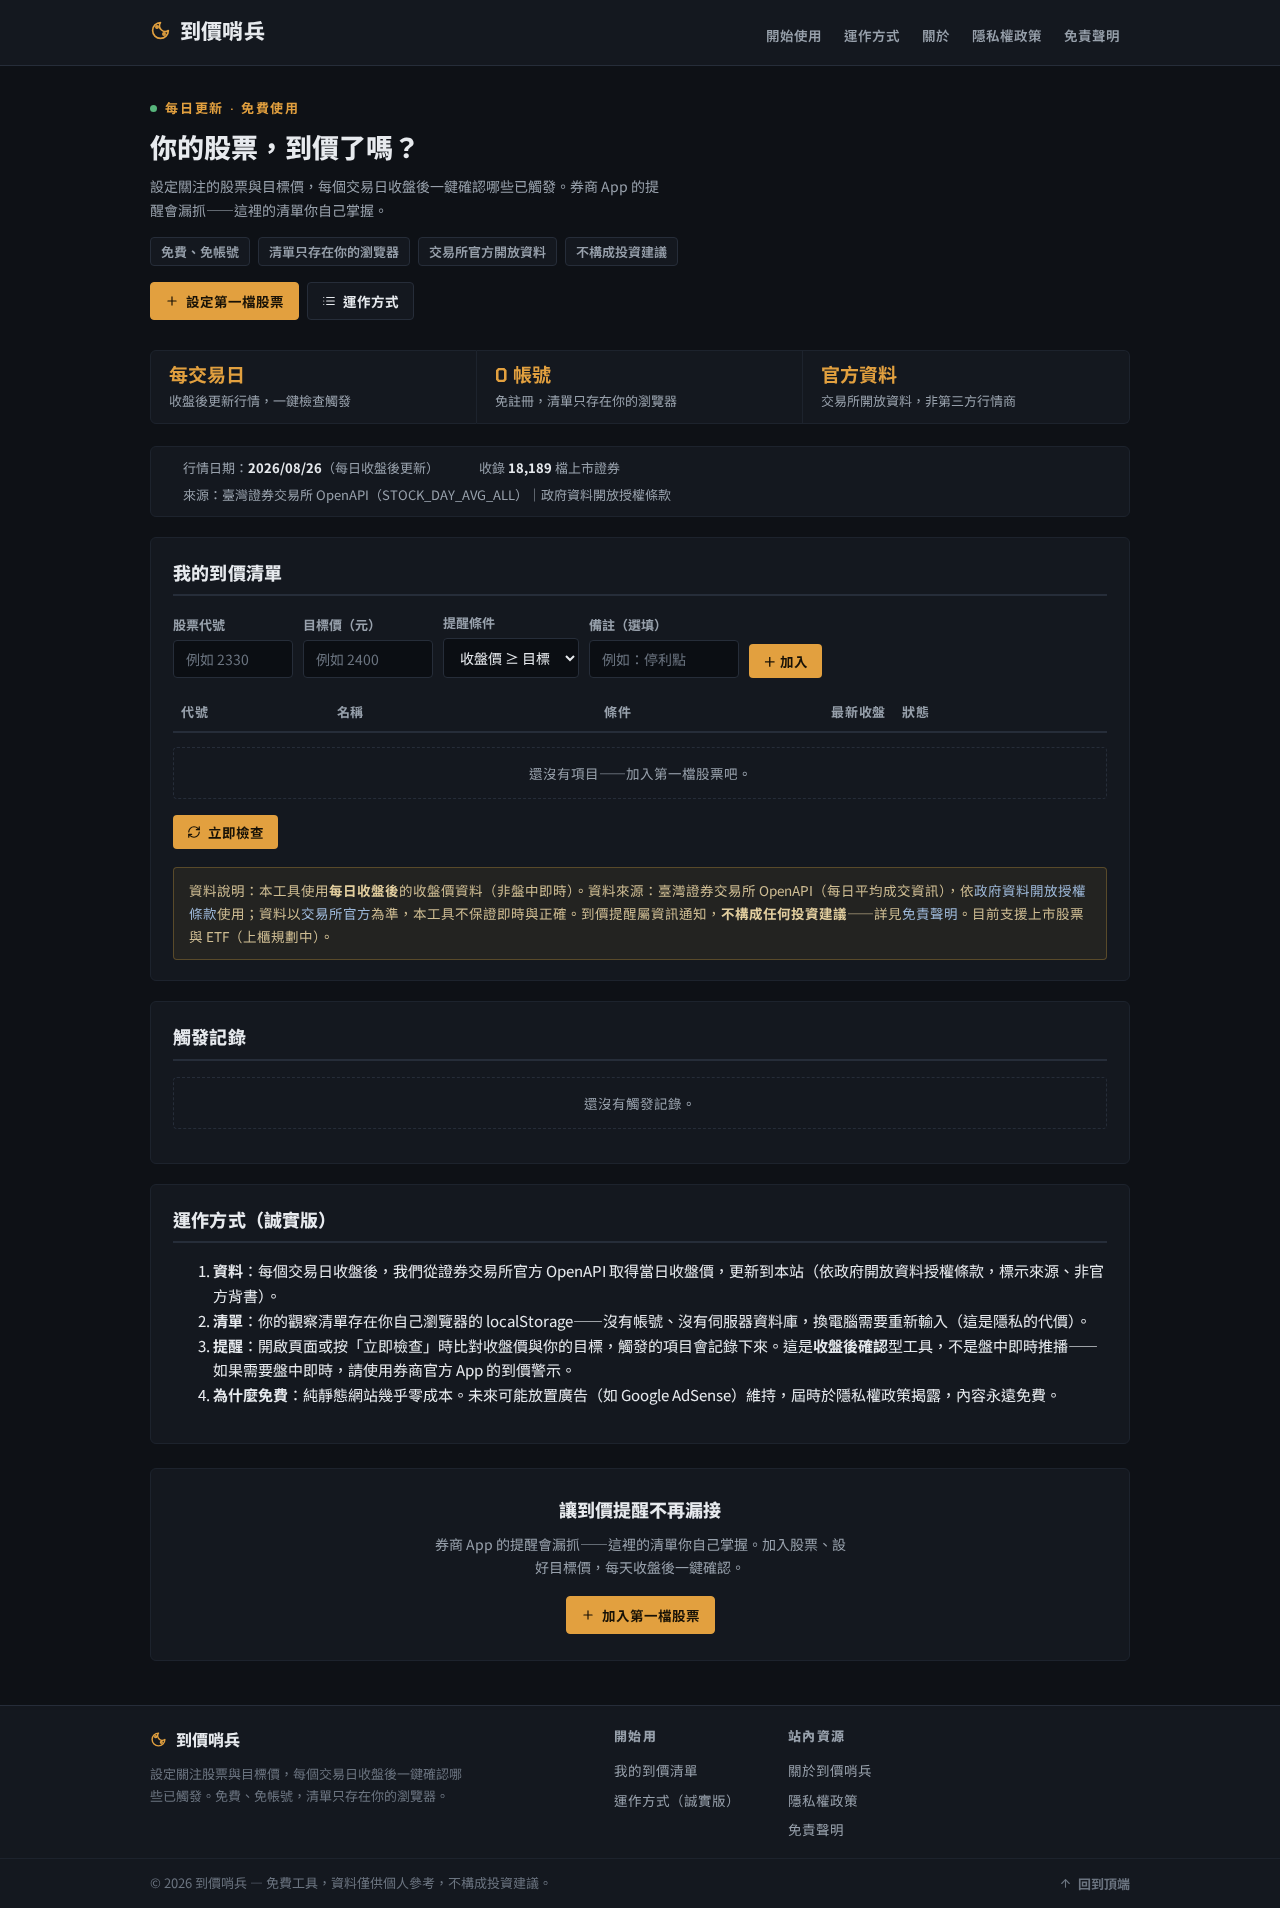 到價哨兵
開始使用 運作方式 關於 隱私權政策 免責聲明
每日更新 · 免費使用
你的股票，到價了嗎？
設定關注的股票與目標價，每個交易日收盤後一鍵確認哪些已觸發。券商 App 的提
醒會漏抓——這裡的清單你自己掌握。
免費、免帳號 清單只存在你的瀏覽器 交易所官方開放資料 不構成投資建議
設定第一檔股票 運作方式
每交易日 0 帳號 官方資料
收盤後更新行情，一鍵檢查觸發 免註冊，清單只存在你的瀏覽器 交易所開放資料，非第三方行情商
行情日期：2026/08/26（每日收盤後更新） 收錄 18,189 檔上市證券
來源：臺灣證券交易所 OpenAPI（STOCK_DAY_AVG_ALL）｜政府資料開放授權條款
我的到價清單
股票代號 目標價（元） 提醒條件 備註（選填）
例如 2330 例如 2400 收盤價 ≥ 目標 例如：停利點 ＋加入
代號 名稱 條件 最新收盤 狀態
還沒有項目——加入第一檔股票吧。
立即檢查
資料說明：本工具使用每日收盤後的收盤價資料（非盤中即時）。資料來源：臺灣證券交易所 OpenAPI（每日平均成交資訊），依政府資料開放授權
條款使用；資料以交易所官方為準，本工具不保證即時與正確。到價提醒屬資訊通知，不構成任何投資建議——詳見免責聲明。目前支援上市股票
與 ETF（上櫃規劃中）。
觸發記錄
還沒有觸發記錄。
運作方式（誠實版）
1. 資料：每個交易日收盤後，我們從證券交易所官方 OpenAPI 取得當日收盤價，更新到本站（依政府開放資料授權條款，標示來源、非官
方背書）。
2. 清單：你的觀察清單存在你自己瀏覽器的 localStorage——沒有帳號、沒有伺服器資料庫，換電腦需要重新輸入（這是隱私的代價）。
3. 提醒：開啟頁面或按「立即檢查」時比對收盤價與你的目標，觸發的項目會記錄下來。這是收盤後確認型工具，不是盤中即時推播——
如果需要盤中即時，請使用券商官方 App 的到價警示。
4. 為什麼免費：純靜態網站幾乎零成本。未來可能放置廣告（如 Google AdSense）維持，屆時於隱私權政策揭露，內容永遠免費。
讓到價提醒不再漏接
券商 App 的提醒會漏抓——這裡的清單你自己掌握。加入股票、設
好目標價，每天收盤後一鍵確認。
加入第一檔股票
到價哨兵 開始用 站內資源
設定關注股票與目標價，每個交易日收盤後一鍵確認哪 我的到價清單 關於到價哨兵
些已觸發。免費、免帳號，清單只存在你的瀏覽器。 運作方式（誠實版） 隱私權政策
免責聲明
© 2026 到價哨兵 — 免費工具，資料僅供個人參考，不構成投資建議。 回到頂端